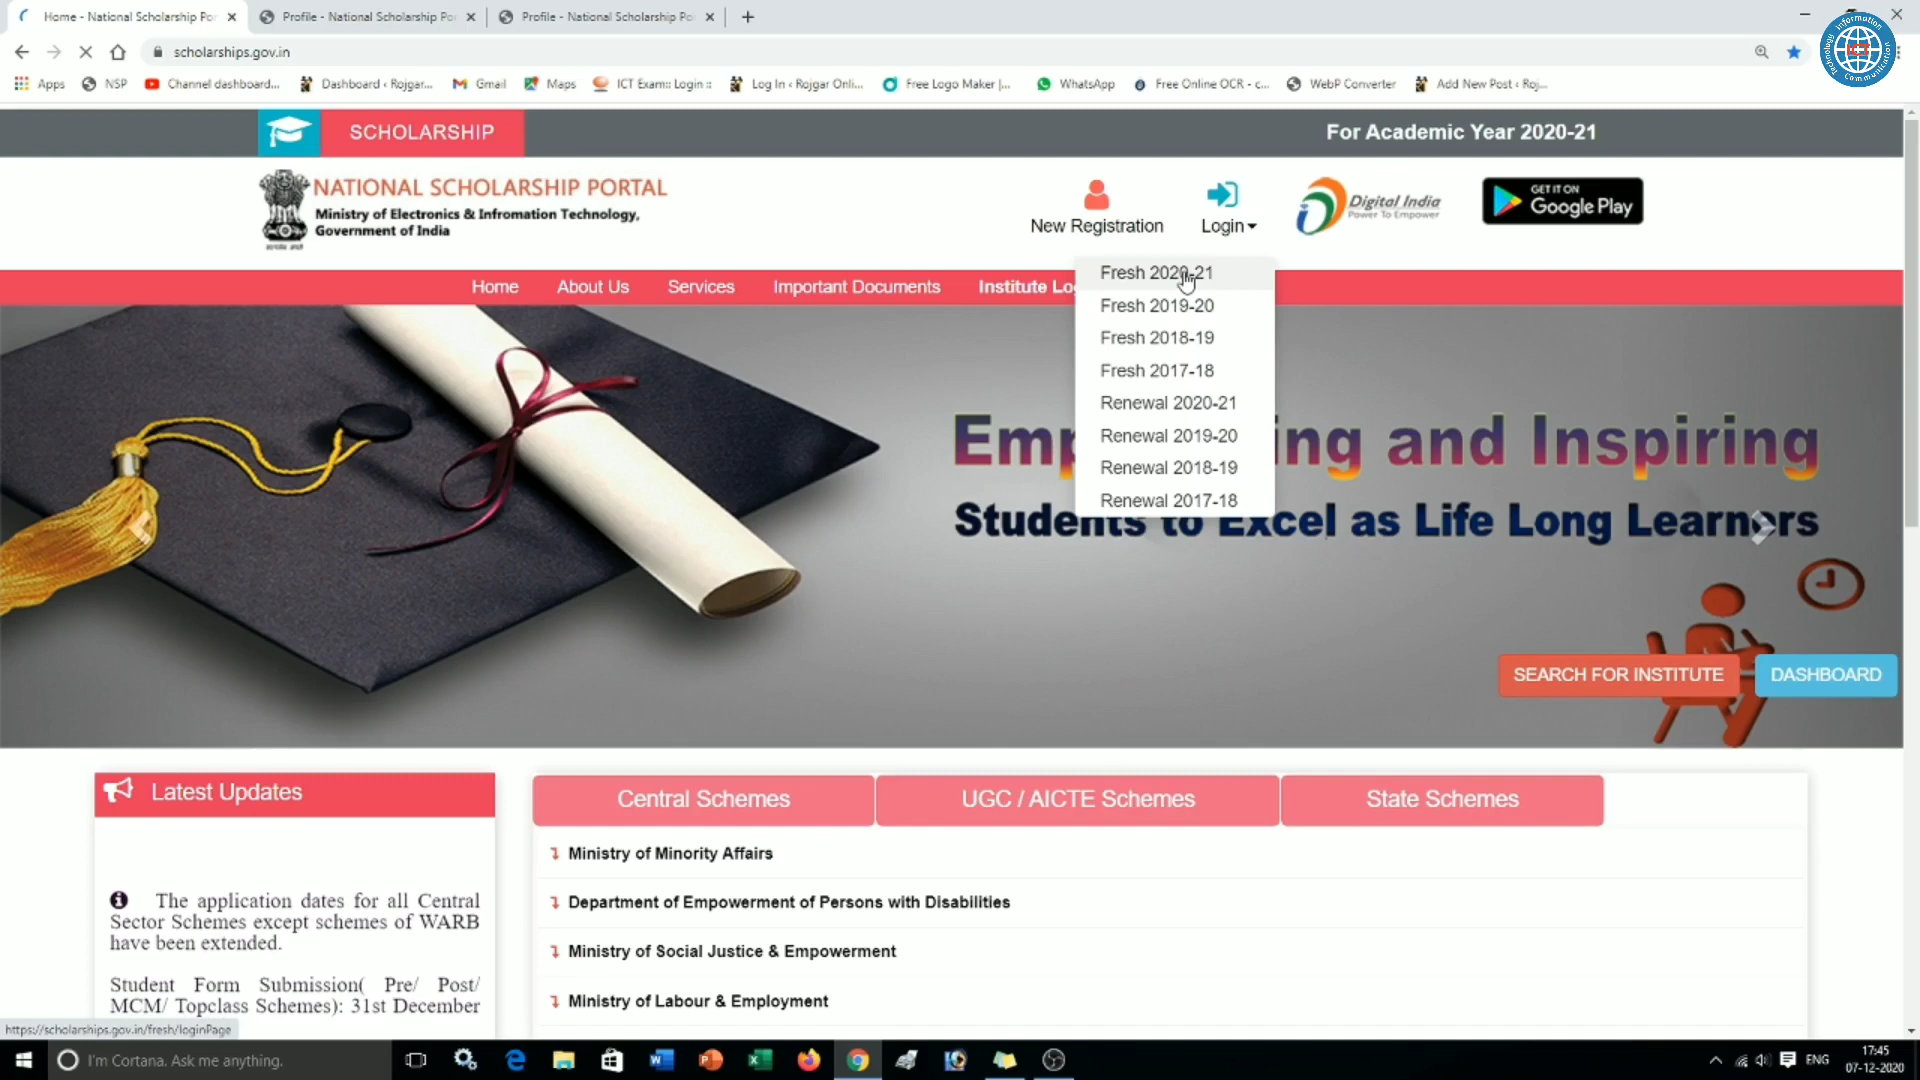 Home - National Scholarship Po
Profile - National Scholarship Po
Profile - National Scholarship Po
scholarships.gov.in
Apps
NSP
Channel dashboard...
Dashboard ‹ Rojgar...
Gmail
Maps
ICT Exam:: Login ::
Log In ‹ Rojgar Onli...
Free Logo Maker |...
WhatsApp
Free Online OCR - c...
WebP Converter
Add New Post ‹ Roj...
Information
Communication
Technology
ICT
SCHOLARSHIP
For Academic Year 2020-21
NATIONAL SCHOLARSHIP PORTAL
Ministry of Electronics & Infromation Technology,
Government of India
New Registration
Login
Digital India
Power To Empower
GET IT ON
Google Play
Home
About Us
Services
Important Documents
Institute Lo
Fresh 2020-21
Fresh 2019-20
Fresh 2018-19
Fresh 2017-18
Renewal 2020-21
Renewal 2019-20
Renewal 2018-19
Renewal 2017-18
Emp ing and Inspiring
Students to Excel as Life Long Learners
SEARCH FOR INSTITUTE
DASHBOARD
Latest Updates
The application dates for all Central
Sector Schemes except schemes of WARB
have been extended.
Student Form Submission( Pre/ Post/
MCM/ Topclass Schemes): 31st December
Central Schemes
UGC / AICTE Schemes
State Schemes
Ministry of Minority Affairs
Department of Empowerment of Persons with Disabilities
Ministry of Social Justice & Empowerment
Ministry of Labour & Employment
https://scholarships.gov.in/fresh/loginPage
I'm Cortana. Ask me anything.
ENG
17:45
07-12-2020